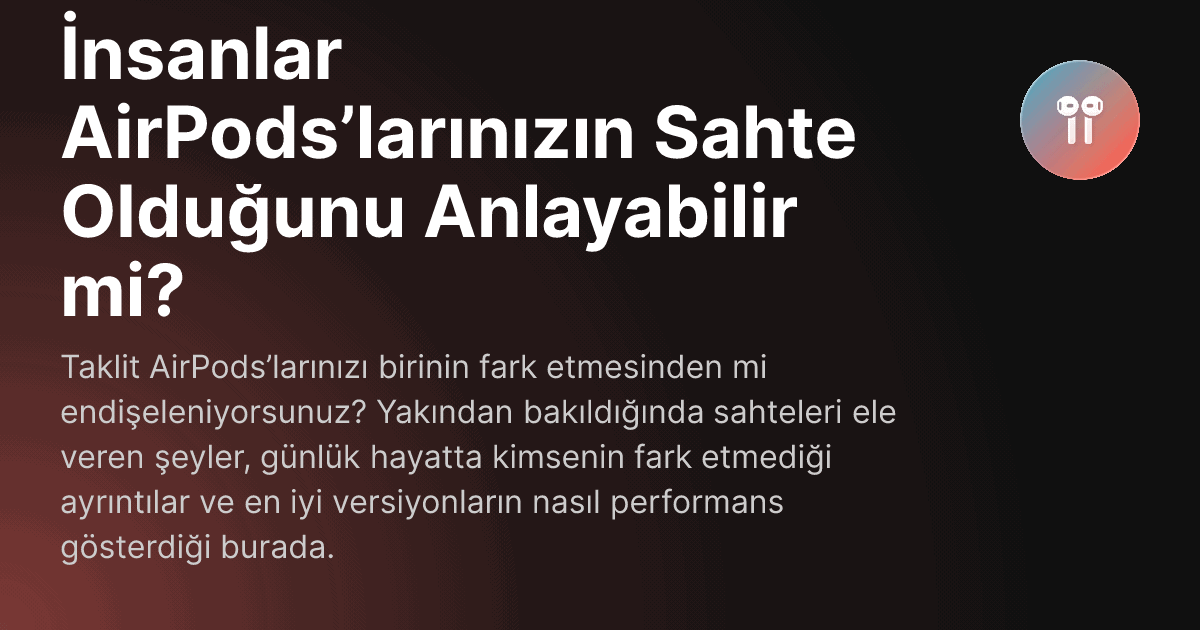 İnsanlar
AirPods’larınızın Sahte
Olduğunu Anlayabilir
mi?
Taklit AirPods’larınızı birinin fark etmesinden mi
endişeleniyorsunuz? Yakından bakıldığında sahteleri ele
veren şeyler, günlük hayatta kimsenin fark etmediği
ayrıntılar ve en iyi versiyonların nasıl performans
gösterdiği burada.